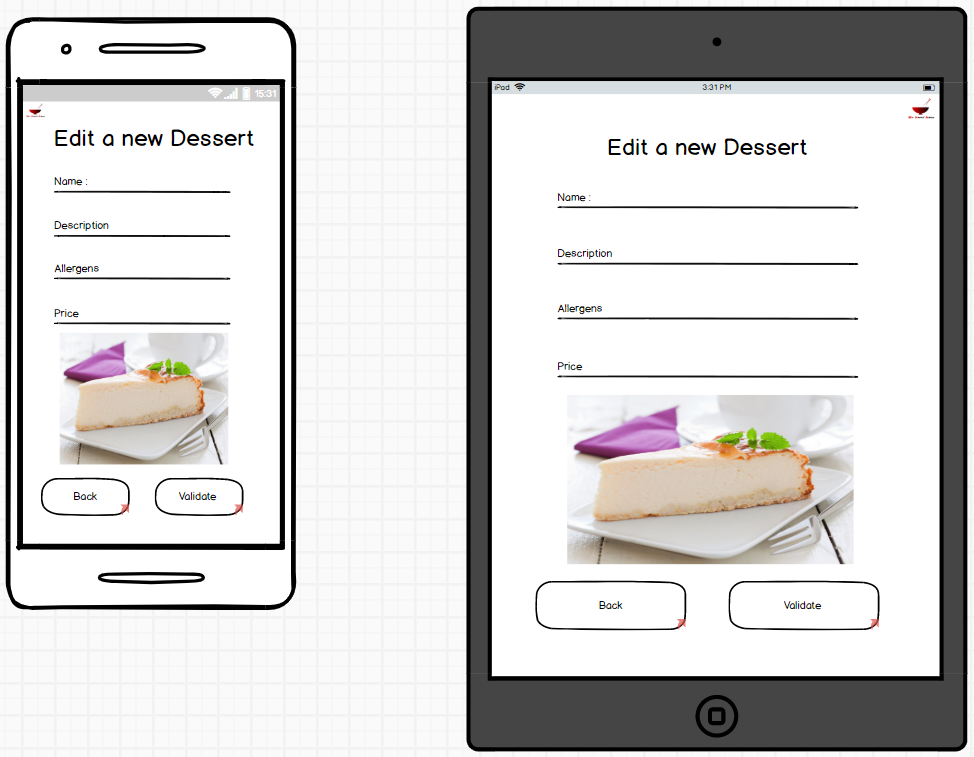 15:31
Edit a new Dessert
Name :
Description
Allergens
Price
Back
Validate
iPad
3:31 PM
Edit a new Dessert
Name :
Description
Allergens
Price
Back
Validate